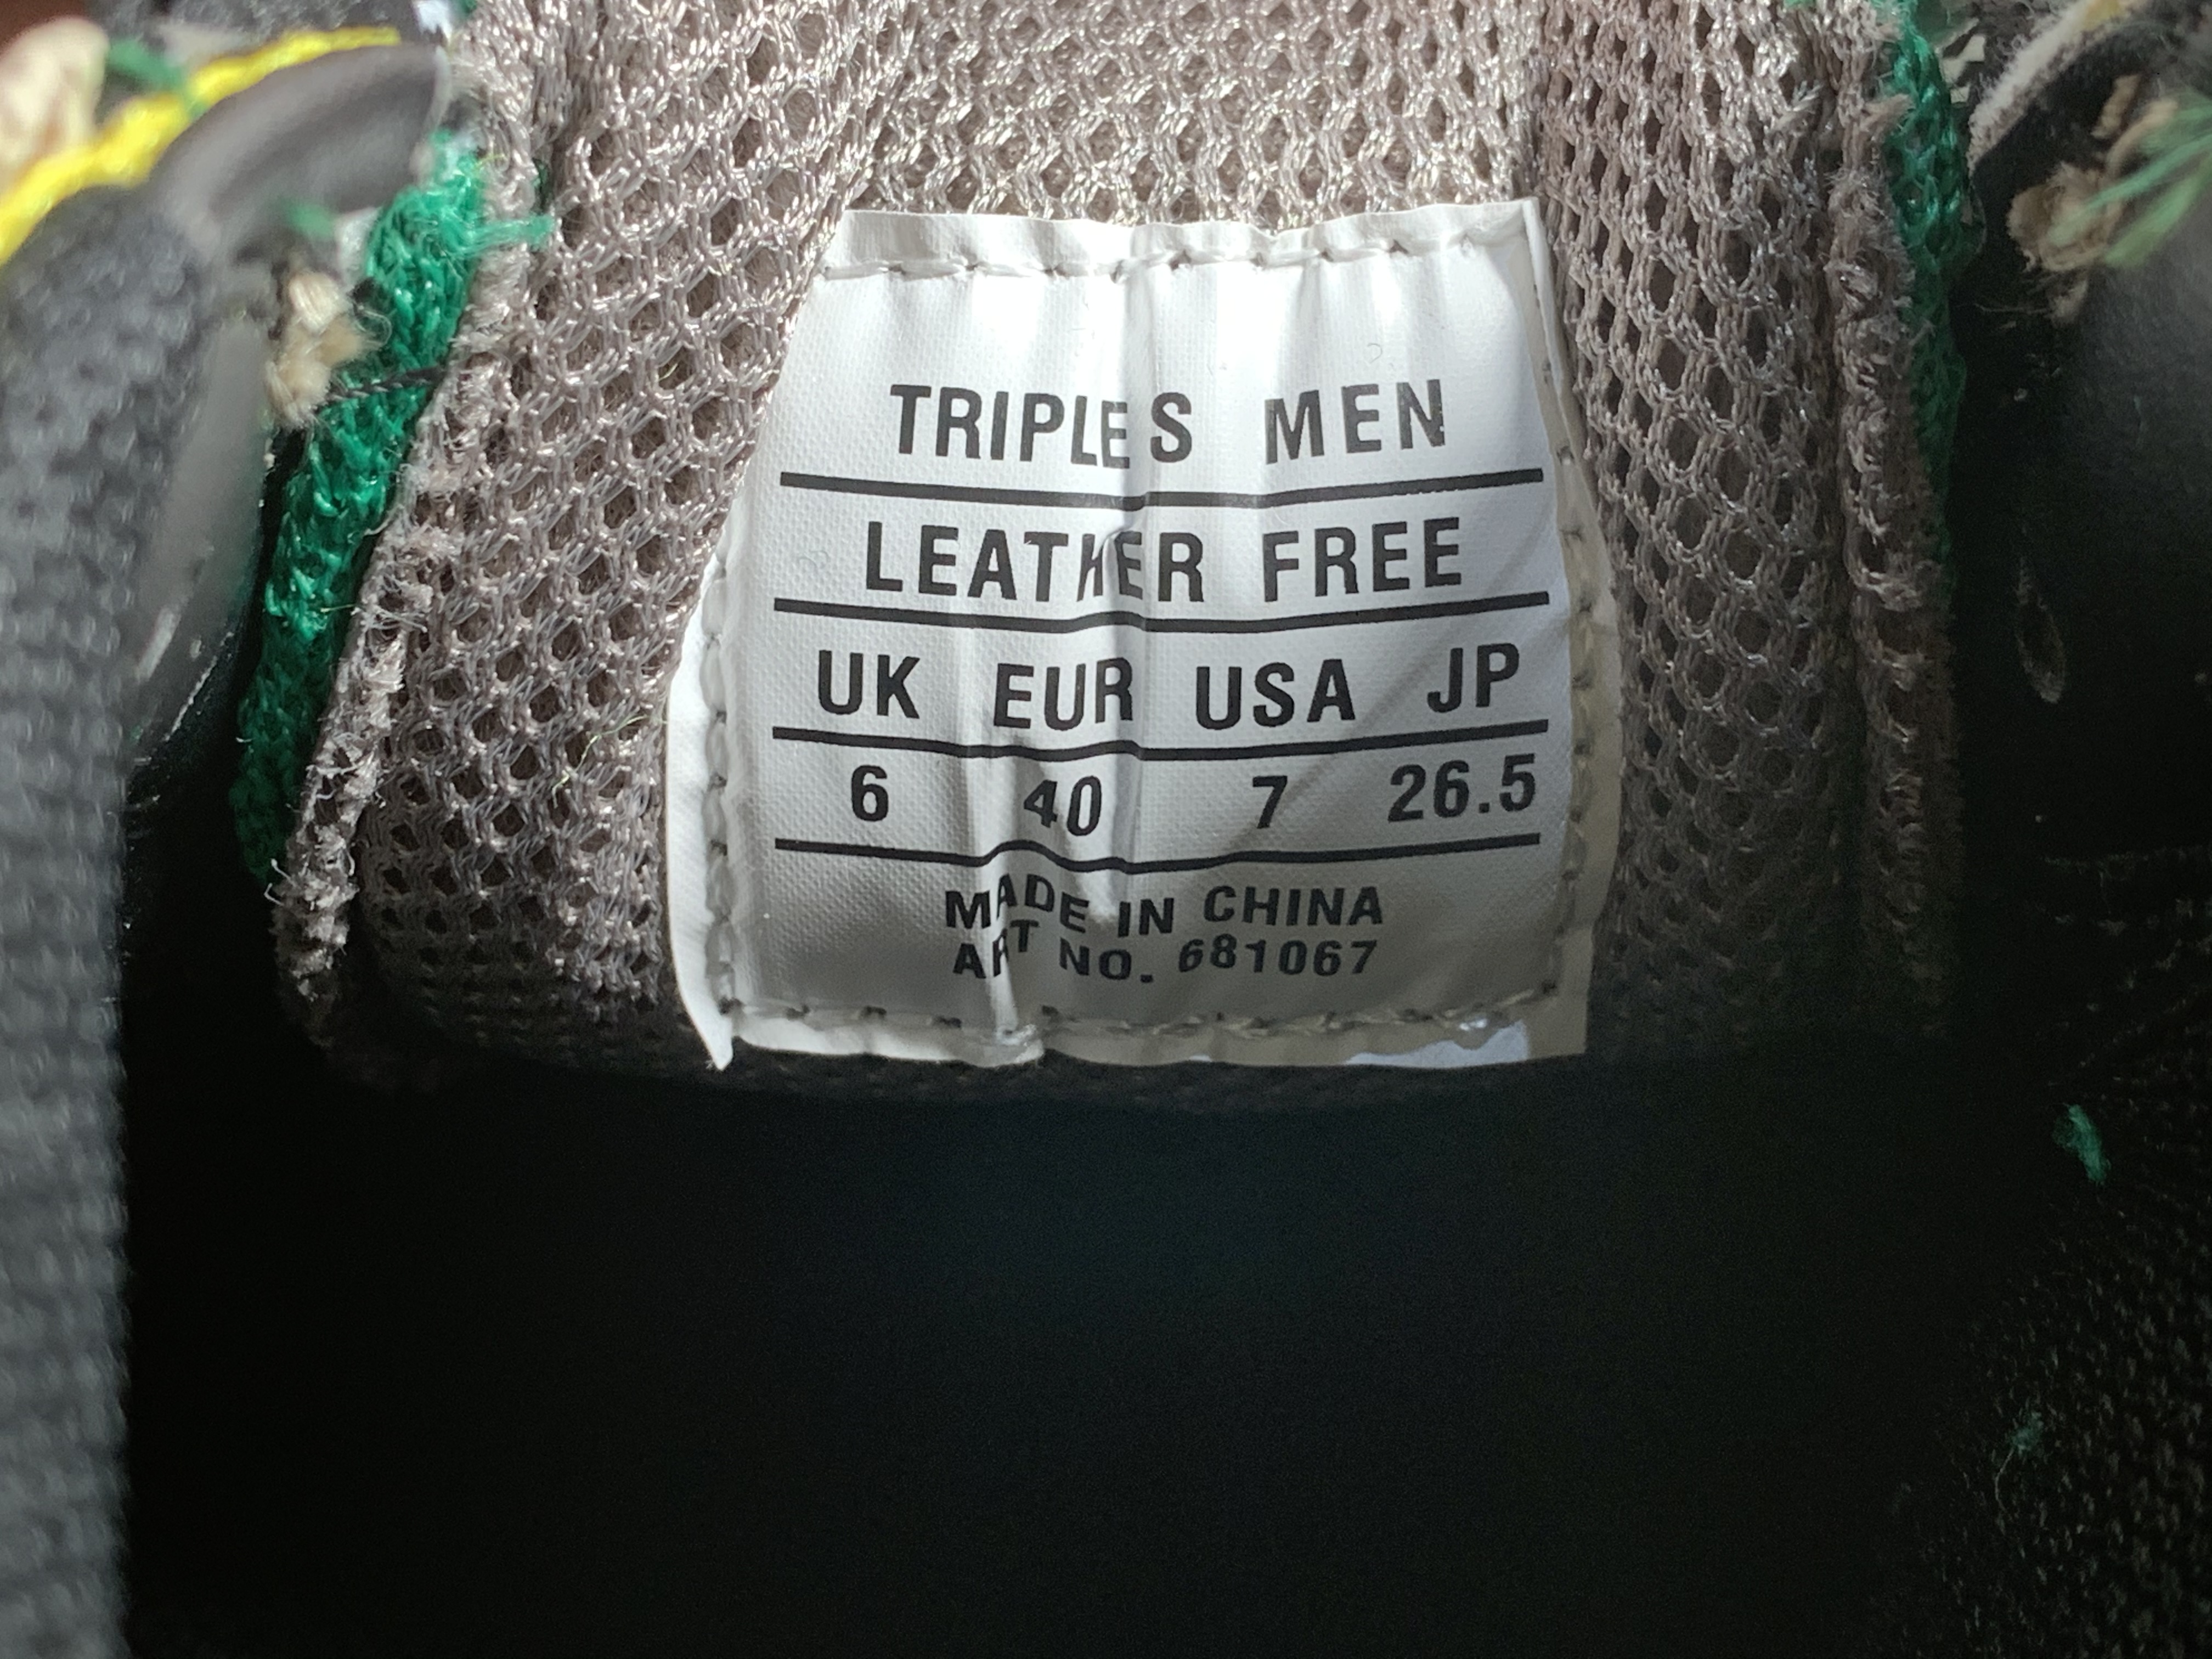 TRIPLE S MEN
LEATHER FREE
UK EUR USA JP
6 40 7 26.5
MADE IN CHINA
ART NO. 681067